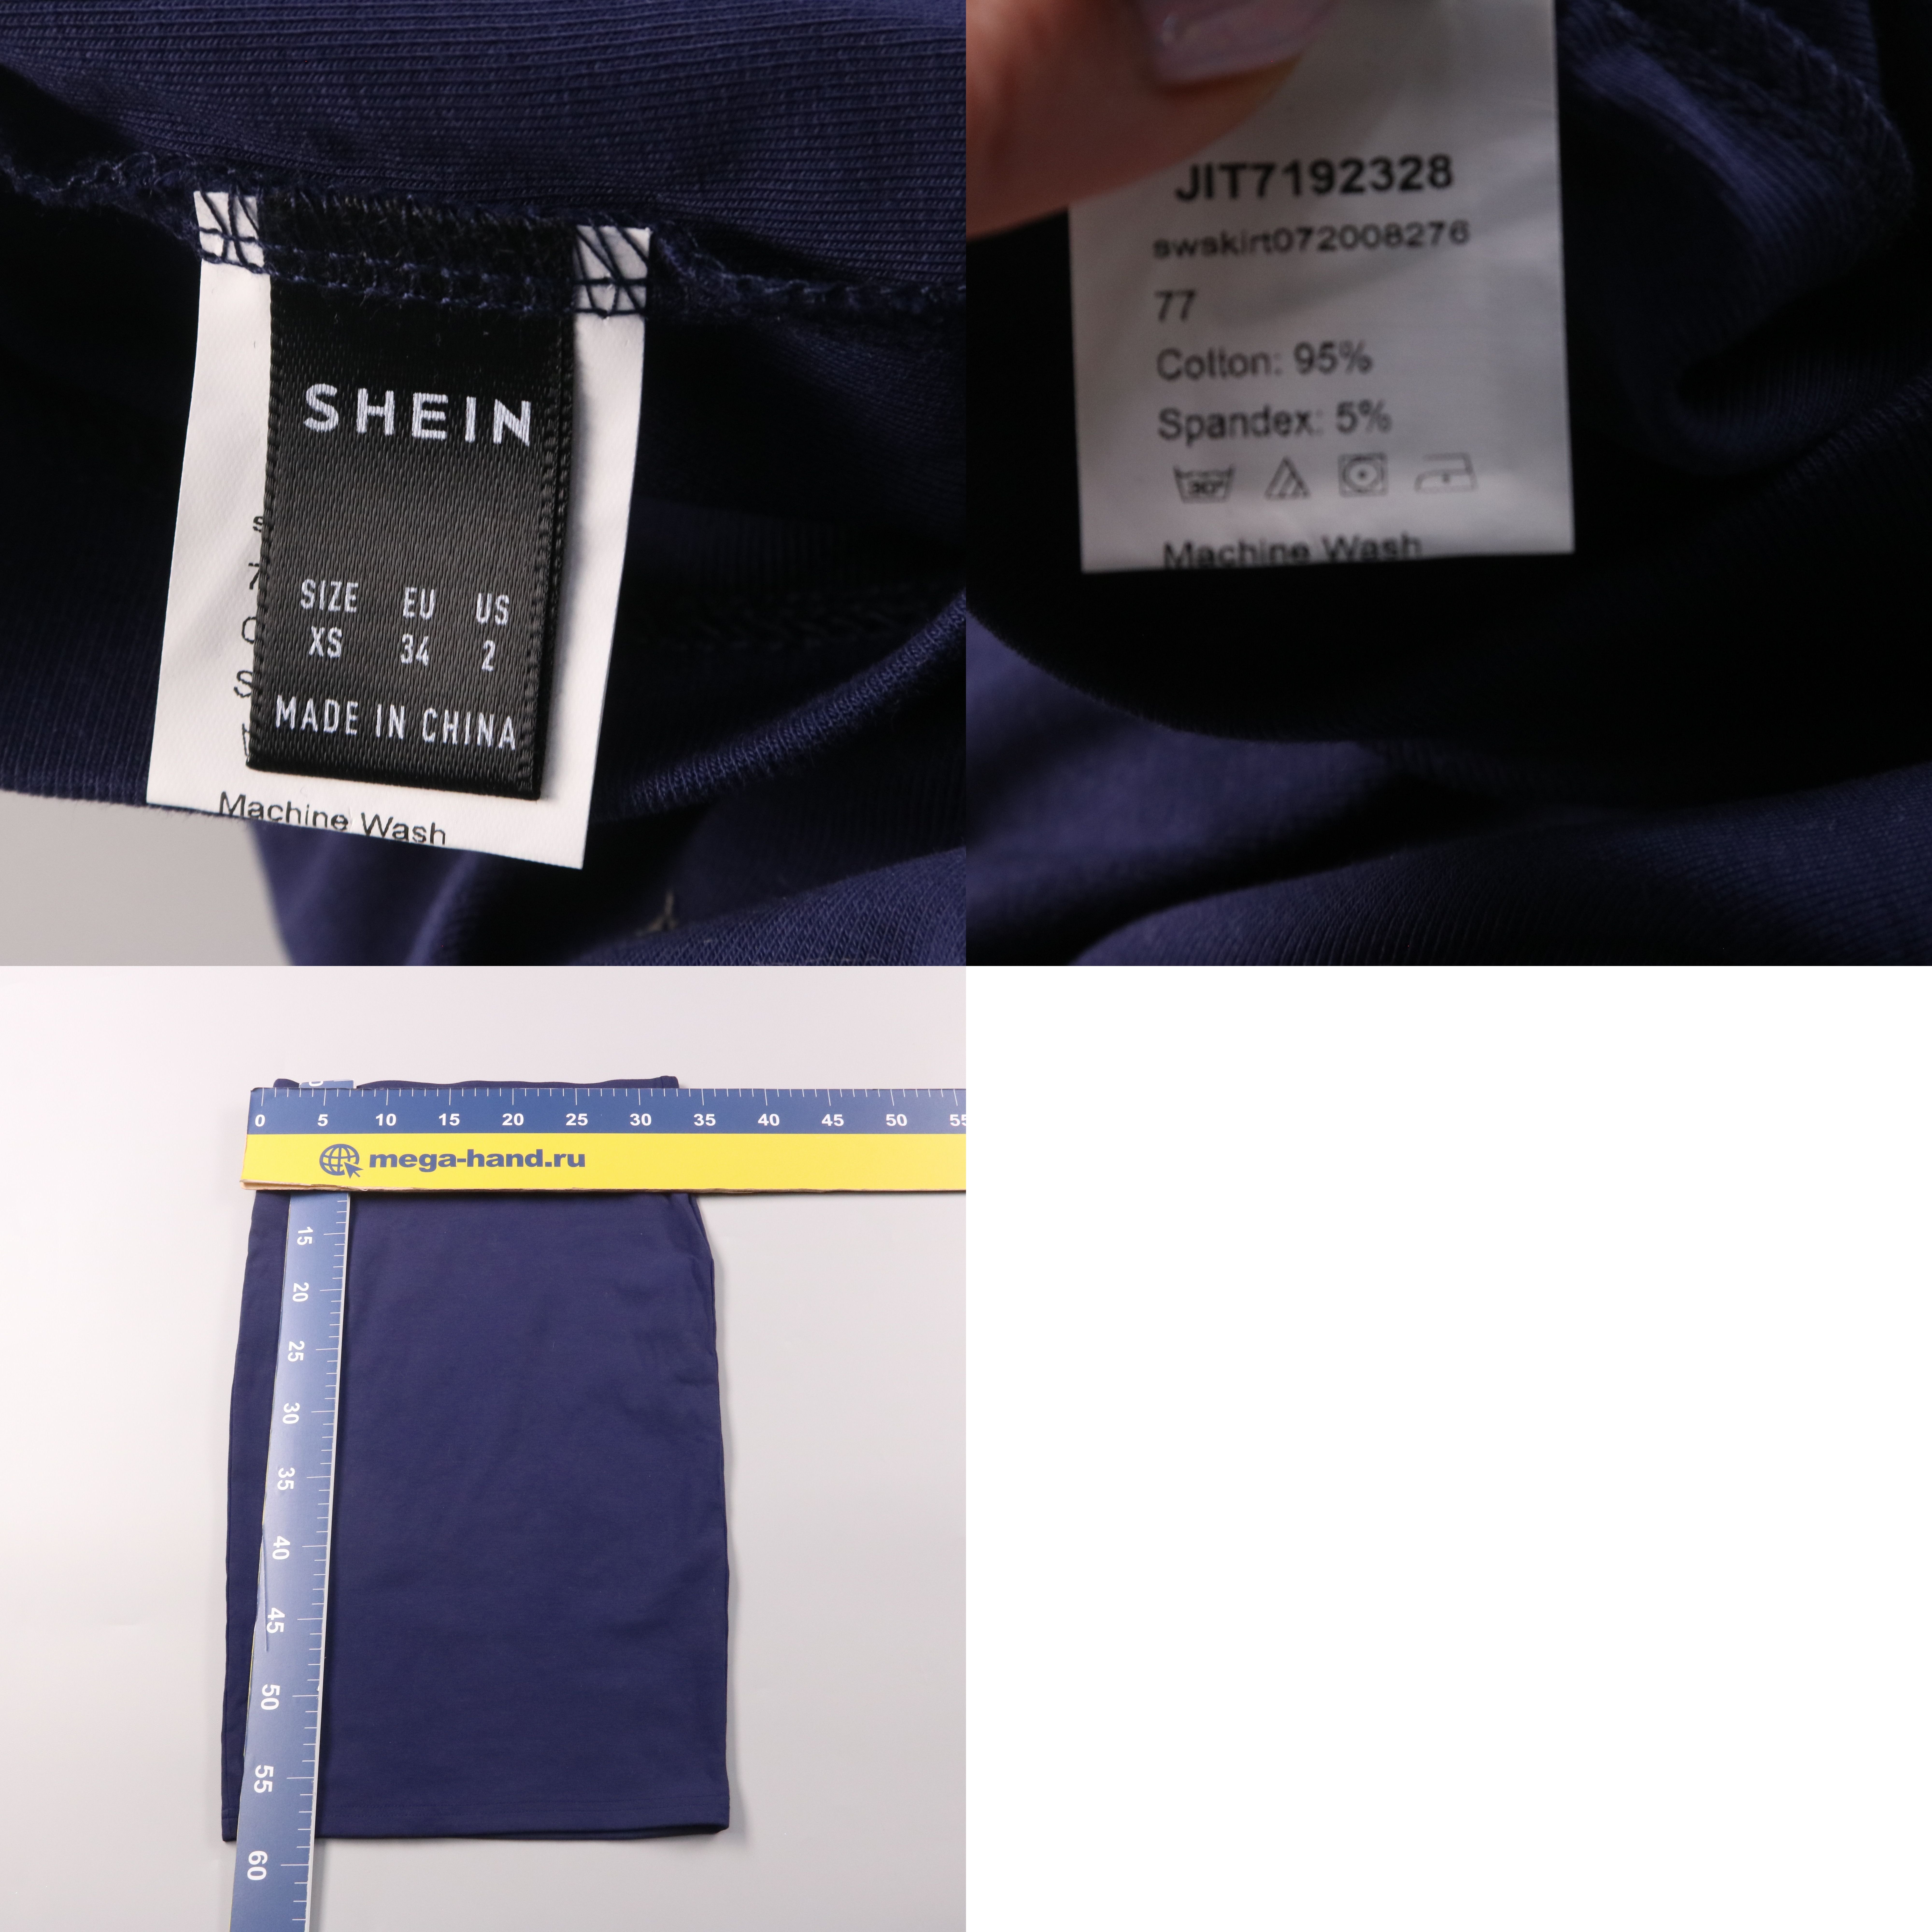 SHEIN
SIZE EU US
XS 34 2
MADE IN CHINA
Machine Wash
JIT7192328
swskirt072008276
77
Cotton: 95%
Spandex: 5%
30°
Machine Wash
0 5 10 15 20 25 30 35 40 45 50 55
mega-hand.ru
15
20
25
30
35
40
45
50
55
60